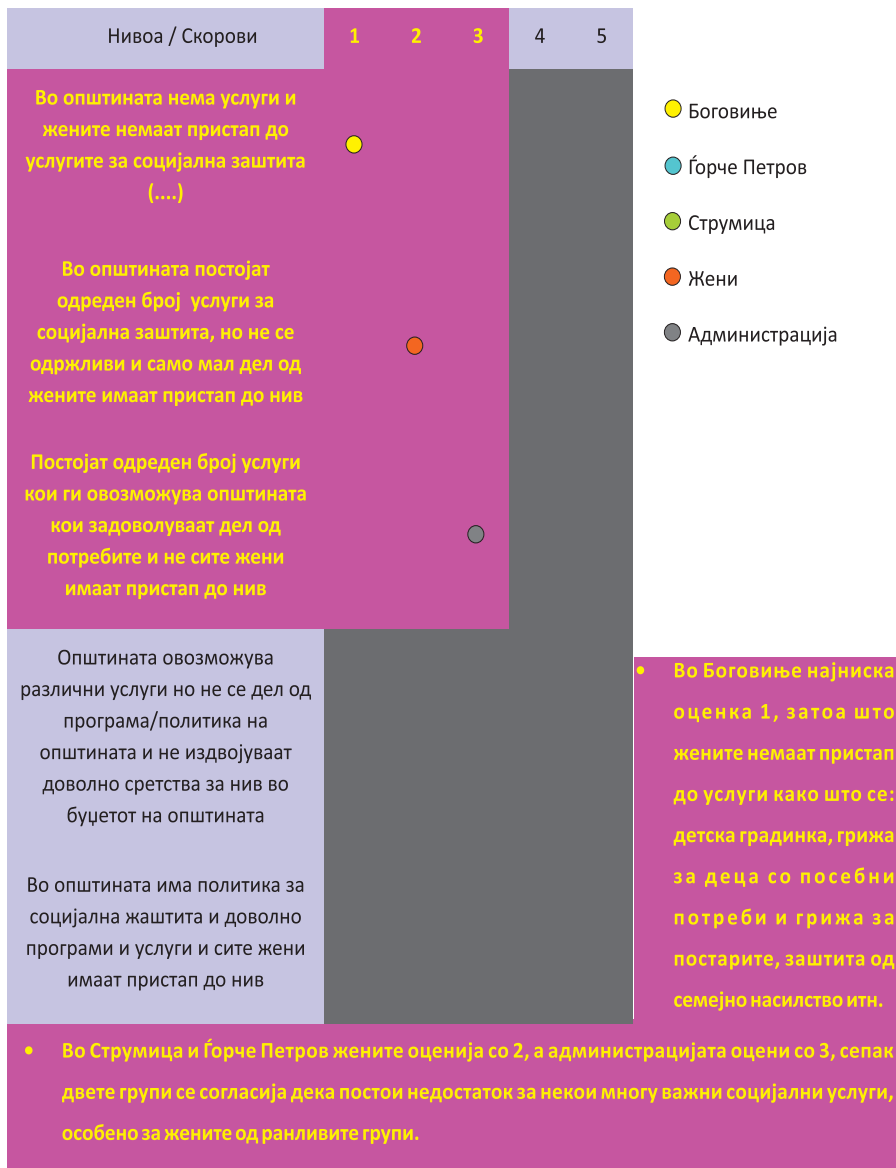 Нивоа / Скорови 1 2 3 4 5
Во општината нема услуги и
жените немаат пристап до
услугите за социјална заштита
(....)
Во општината постојат
одреден број услуги за
социјална заштита, но не се
одржливи и само мал дел од
жените имаат пристап до нив
Постојат одреден број услуги
кои ги овозможува општината
кои задоволуваат дел од
потребите и не сите жени
имаат пристап до нив
Општината овозможува
различни услуги но не се дел од
програма/политика на
општината и не издвојуваат
доволно сретства за нив во
буџетот на општината
Во општината има политика за
социјална жаштита и доволно
програми и услуги и сите жени
имаат пристап до нив
Боговиње
Ѓорче Петров
Струмица
Жени
Администрација
• Во Боговиње најниска
оценка 1, затоа што
жените немаат пристап
до услуги како што се:
детска градинка, грижа
за деца со посебни
потреби и грижа за
постарите, заштита од
семејно насилство итн.
• Во Струмица и Ѓорче Петров жените оценија со 2, а администрацијата оцени со 3, сепак
двете групи се согласија дека постои недостаток за некои многу важни социјални услуги,
особено за жените од ранливите групи.